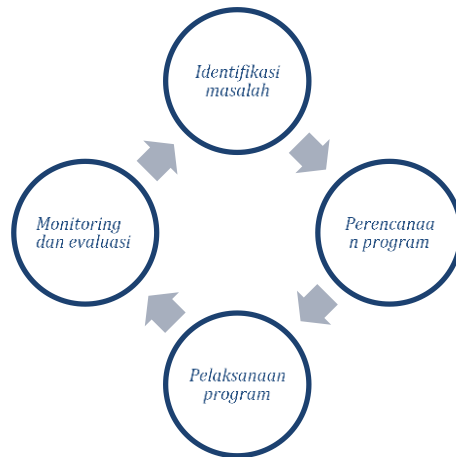 Identifikasi
masalah
Perencanaa
n program
Pelaksanaan
program
Monitoring
dan evaluasi